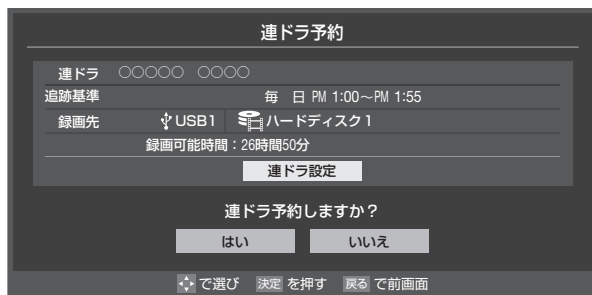 連ドラ予約
連ドラ ○○○○○ ○○○○
追跡基準 毎 日 PM 1:00～PM 1:55
録画先 USB1 ハードディスク1
録画可能時間：26時間50分
連ドラ設定
連ドラ予約しますか？
はい いいえ
で選び 決定 を押す 戻る で前画面